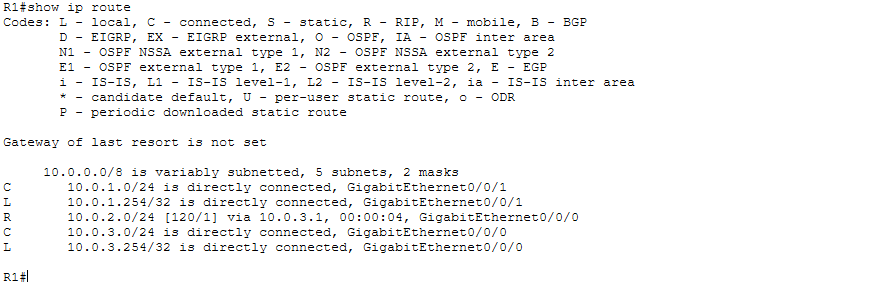 R1#show ip route
Codes: L - local, C - connected, S - static, R - RIP, M - mobile, B - BGP
D - EIGRP, EX - EIGRP external, O - OSPF, IA - OSPF inter area
N1 - OSPF NSSA external type 1, N2 - OSPF NSSA external type 2
E1 - OSPF external type 1, E2 - OSPF external type 2, E - EGP
i - IS-IS, L1 - IS-IS level-1, L2 - IS-IS level-2, ia - IS-IS inter area
* - candidate default, U - per-user static route, o - ODR
P - periodic downloaded static route
Gateway of last resort is not set
10.0.0.0/8 is variably subnetted, 5 subnets, 2 masks
C 10.0.1.0/24 is directly connected, GigabitEthernet0/0/1
L 10.0.1.254/32 is directly connected, GigabitEthernet0/0/1
R 10.0.2.0/24 [120/1] via 10.0.3.1, 00:00:04, GigabitEthernet0/0/0
C 10.0.3.0/24 is directly connected, GigabitEthernet0/0/0
L 10.0.3.254/32 is directly connected, GigabitEthernet0/0/0
R1#